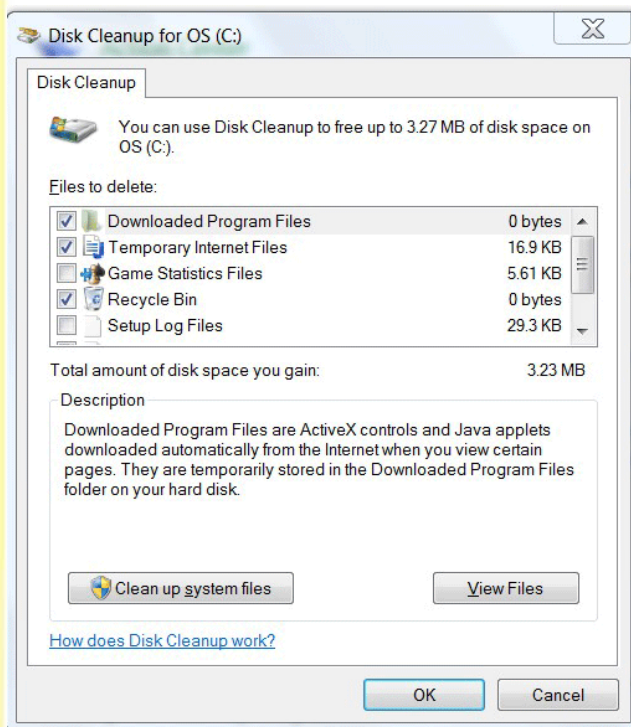 Disk Cleanup for OS (C:)
Disk Cleanup
You can use Disk Cleanup to free up to 3.27 MB of disk space on
OS (C:).
Files to delete:
Downloaded Program Files 0 bytes
Temporary Internet Files 16.9 KB
Game Statistics Files 5.61 KB
Recycle Bin 0 bytes
Setup Log Files 29.3 KB
Total amount of disk space you gain: 3.23 MB
Description
Downloaded Program Files are ActiveX controls and Java applets
downloaded automatically from the Internet when you view certain
pages. They are temporarily stored in the Downloaded Program Files
folder on your hard disk.
Clean up system files View Files
How does Disk Cleanup work?
OK Cancel